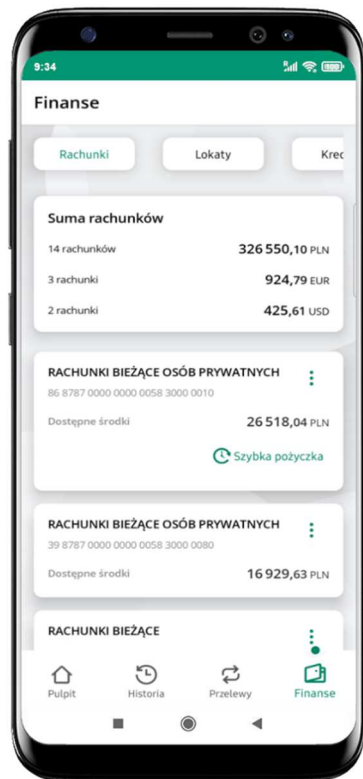 9:34
Finanse
Rachunki
Lokaty
Kred
Suma rachunków
14 rachunków 326 550,10 PLN
3 rachunki 924,79 EUR
2 rachunki 425,61 USD
RACHUNKI BIEŻĄCE OSÓB PRYWATNYCH
86 8787 0000 0000 0058 3000 0010
Dostępne środki 26 518,04 PLN
Szybka pożyczka
RACHUNKI BIEŻĄCE OSÓB PRYWATNYCH
39 8787 0000 0000 0058 3000 0080
Dostępne środki 16 929,63 PLN
RACHUNKI BIEŻĄCE
Pulpit
Historia
Przelewy
Finanse